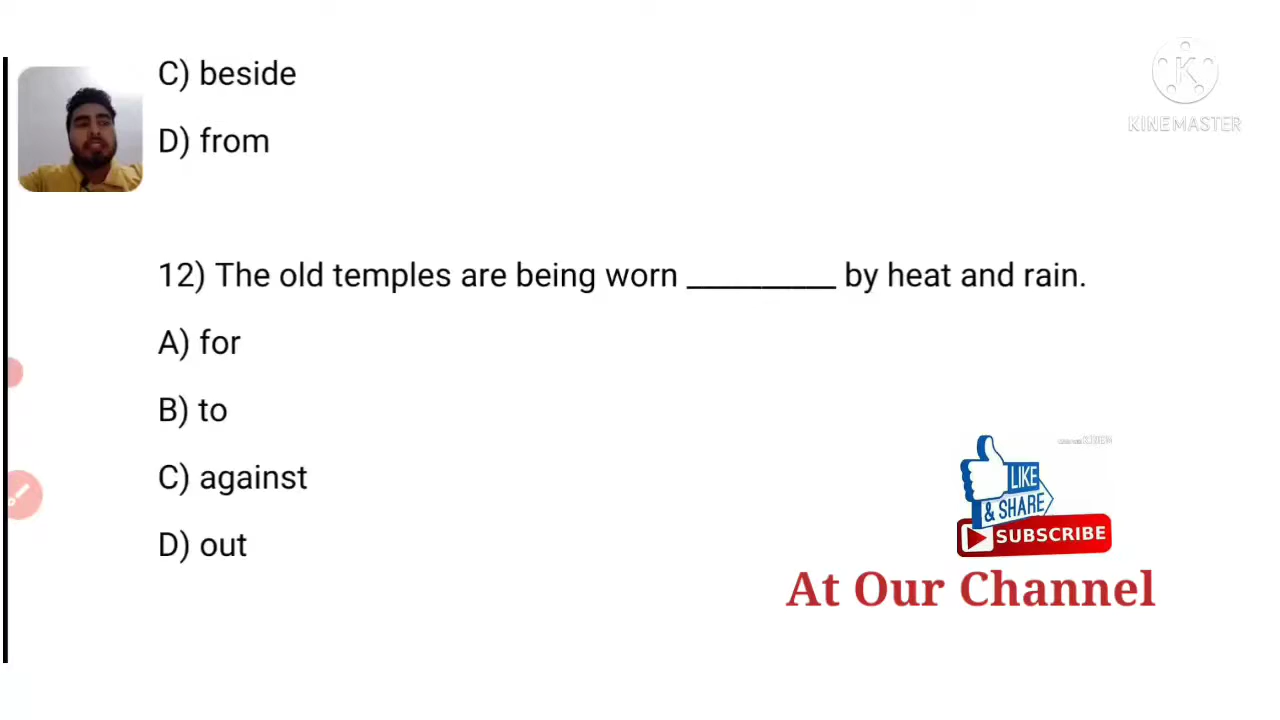 C) beside
D) from
KINEMASTER
12) The old temples are being worn _________ by heat and rain.
A) for
B) to
C) against
D) out
LIKE
& SHARE
SUBSCRIBE
At Our Channel